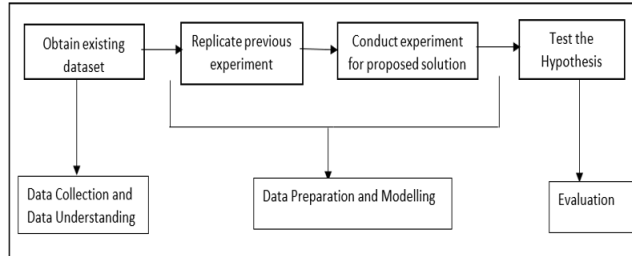 Obtain existing
dataset
Replicate previous
experiment
Conduct experiment
for proposed solution
Test the
Hypothesis
Data Collection and
Data Understanding
Data Preparation and Modelling
Evaluation